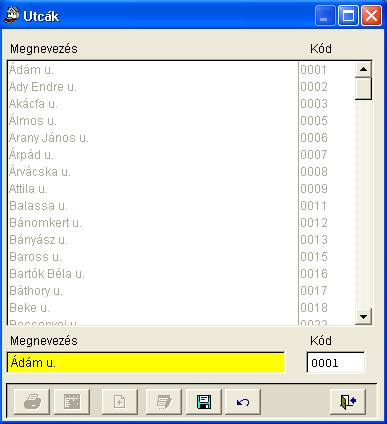 Utcák
Megnevezés Kód
Ádám u. 0001
Ady Endre u. 0002
Akácfa u. 0003
Álmos u. 0005
Arany János u. 0006
Árpád u. 0007
Árvácska u. 0008
Attila u. 0009
Balassa u. 0011
Bánomkert u. 0012
Bányász u. 0013
Baross u. 0015
Bartók Béla u. 0016
Báthory u. 0017
Beke u. 0018
Megnevezés Kód
Ádám u. 0001